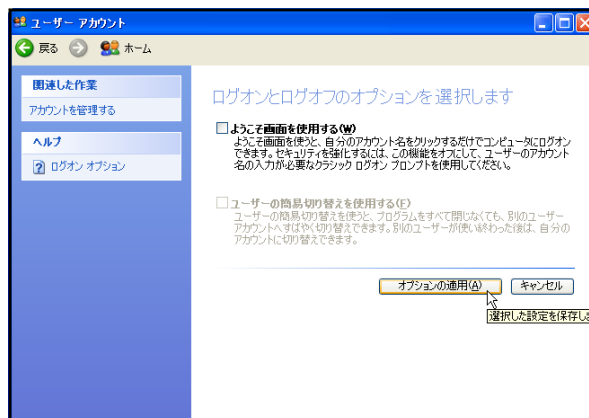 ユーザー アカウント
戻る ホーム
関連した作業
アカウントを管理する
ヘルプ
ログオン オプション
ログオンとログオフのオプションを選択します
ようこそ画面を使用する(W)
ようこそ画面を使うと、自分のアカウント名をクリックするだけでコンピュータにログオン
できます。セキュリティを強化するには、この機能をオフにして、ユーザーのアカウント
名の入力が必要なクラシック ログオン プロンプトを使用してください。
ユーザーの簡易切り替えを使用する(F)
ユーザーの簡易切り替えを使うと、プログラムをすべて閉じなくても、別のユーザー
アカウントへすばやく切り替えできます。別のユーザーが使い終わった後は、自分の
アカウントに切り替えできます。
オプションの適用(A) キャンセル
選択した設定を保存しま